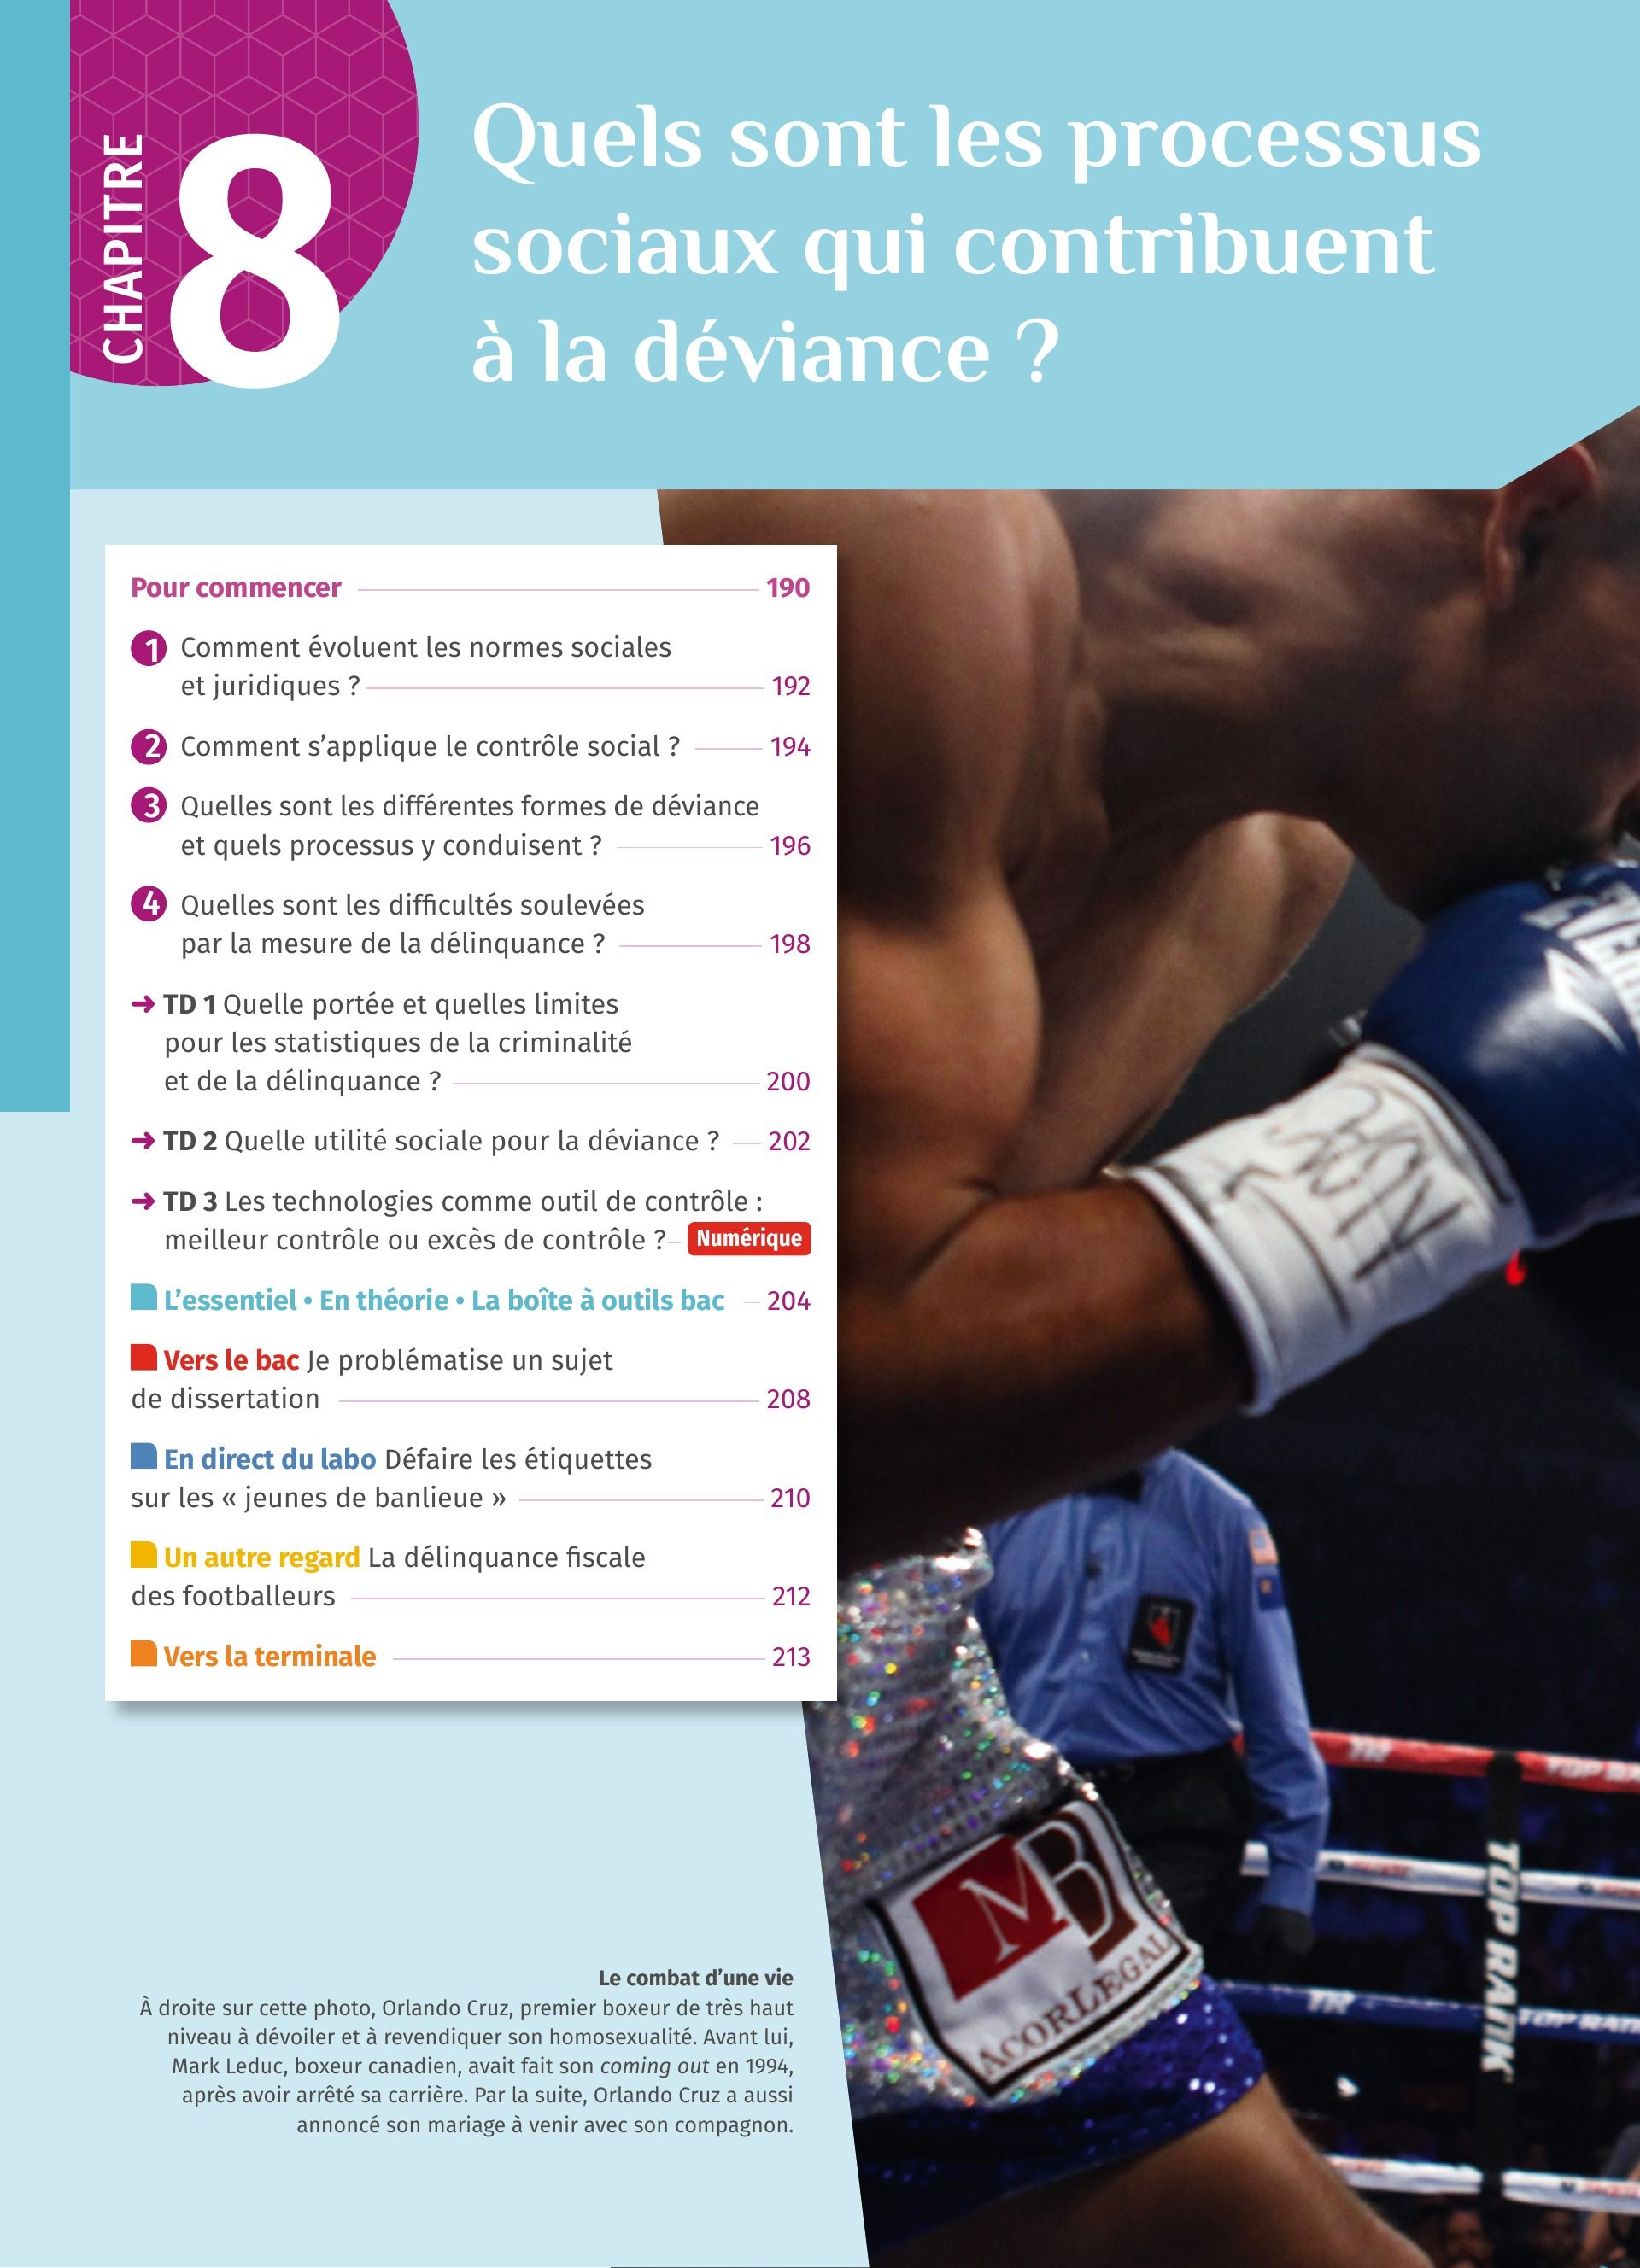 CHAPITRE
8
Quels sont les processus
sociaux qui contribuent
à la déviance ?
Pour commencer 190
1 Comment évoluent les normes sociales
et juridiques ? 192
2 Comment s’applique le contrôle social ? 194
3 Quelles sont les différentes formes de déviance
et quels processus y conduisent ? 196
4 Quelles sont les difficultés soulevées
par la mesure de la délinquance ? 198
➜ TD 1 Quelle portée et quelles limites
pour les statistiques de la criminalité
et de la délinquance ? 200
➜ TD 2 Quelle utilité sociale pour la déviance ? 202
➜ TD 3 Les technologies comme outil de contrôle :
meilleur contrôle ou excès de contrôle ? Numérique
L’essentiel • En théorie • La boîte à outils bac 204
Vers le bac Je problématise un sujet
de dissertation 208
En direct du labo Défaire les étiquettes
sur les « jeunes de banlieue » 210
Un autre regard La délinquance fiscale
des footballeurs 212
Vers la terminale 213
Le combat d’une vie
À droite sur cette photo, Orlando Cruz, premier boxeur de très haut
niveau à dévoiler et à revendiquer son homosexualité. Avant lui,
Mark Leduc, boxeur canadien, avait fait son coming out en 1994,
après avoir arrêté sa carrière. Par la suite, Orlando Cruz a aussi
annoncé son mariage à venir avec son compagnon.
MB
ACORLEGAL
TR
TOP RANK
TR
TOP RANK